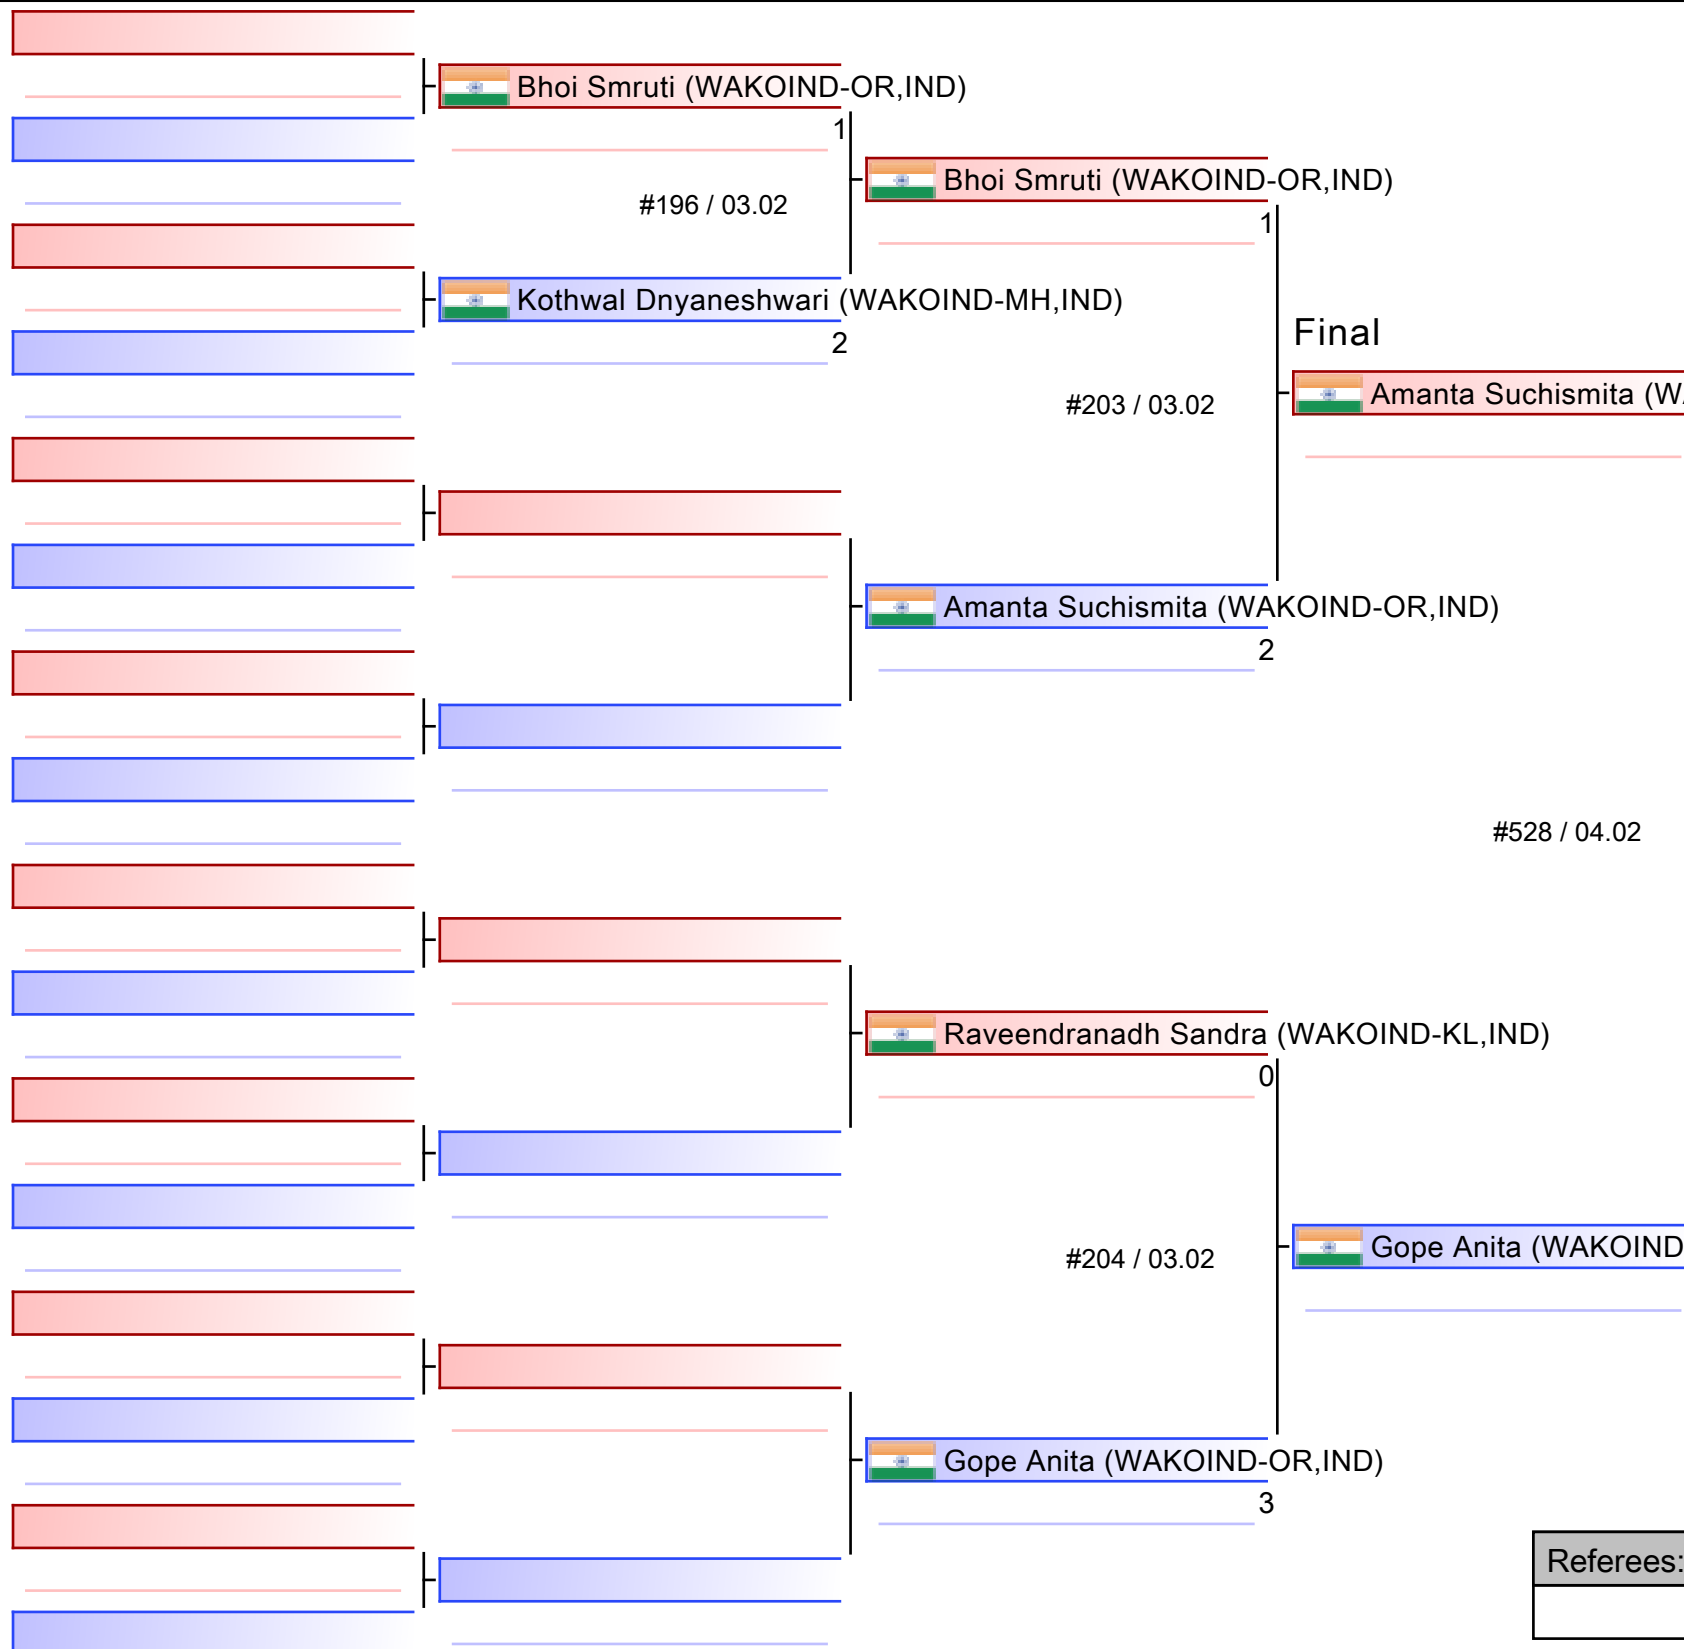 Bhoi Smruti (WAKOIND-OR,IND)
1
#196 / 03.02
Kothwal Dnyaneshwari (WAKOIND-MH,IND)
2
Bhoi Smruti (WAKOIND-OR,IND)
1
#203 / 03.02
Amanta Suchismita (WAKOIND-OR,IND)
2
Final
Amanta Suchismita (WA
#528 / 04.02
Raveendranadh Sandra (WAKOIND-KL,IND)
0
#204 / 03.02
Gope Anita (WAKOIND-OR,IND)
3
Gope Anita (WAKOIND
Referees: